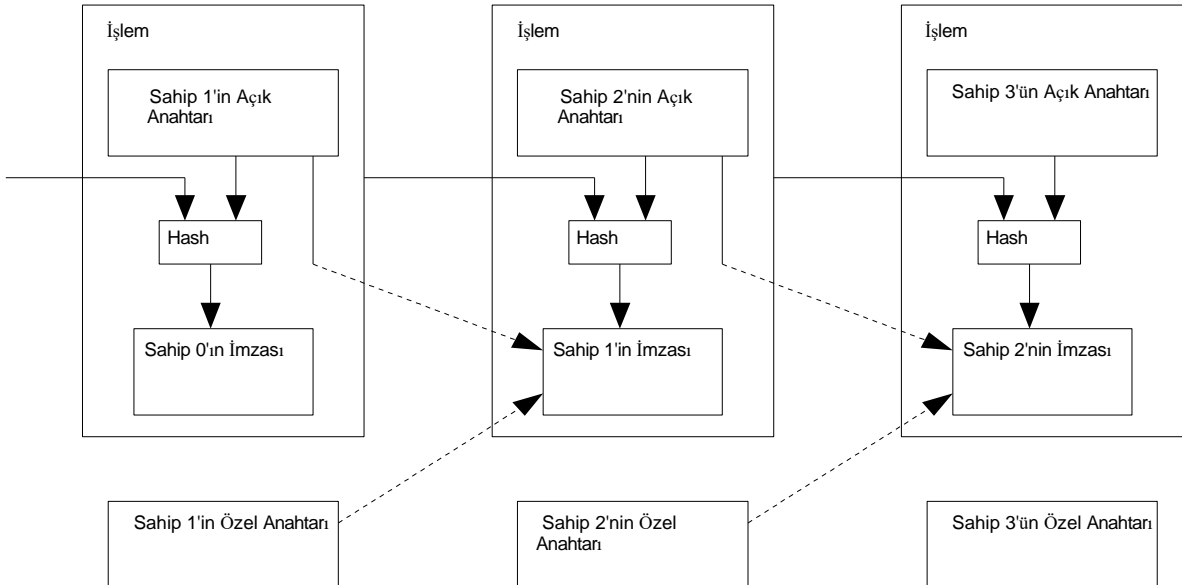 İşlem
Sahip 1'in Açık
Anahtarı
Hash
Sahip 0'ın İmzası
İşlem
Sahip 2'nin Açık
Anahtarı
Hash
Sahip 1'in İmzası
İşlem
Sahip 3'ün Açık Anahtarı
Hash
Sahip 2'nin İmzası
Sahip 1'in Özel Anahtarı
Sahip 2'nin Özel
Anahtarı
Sahip 3'ün Özel Anahtarı